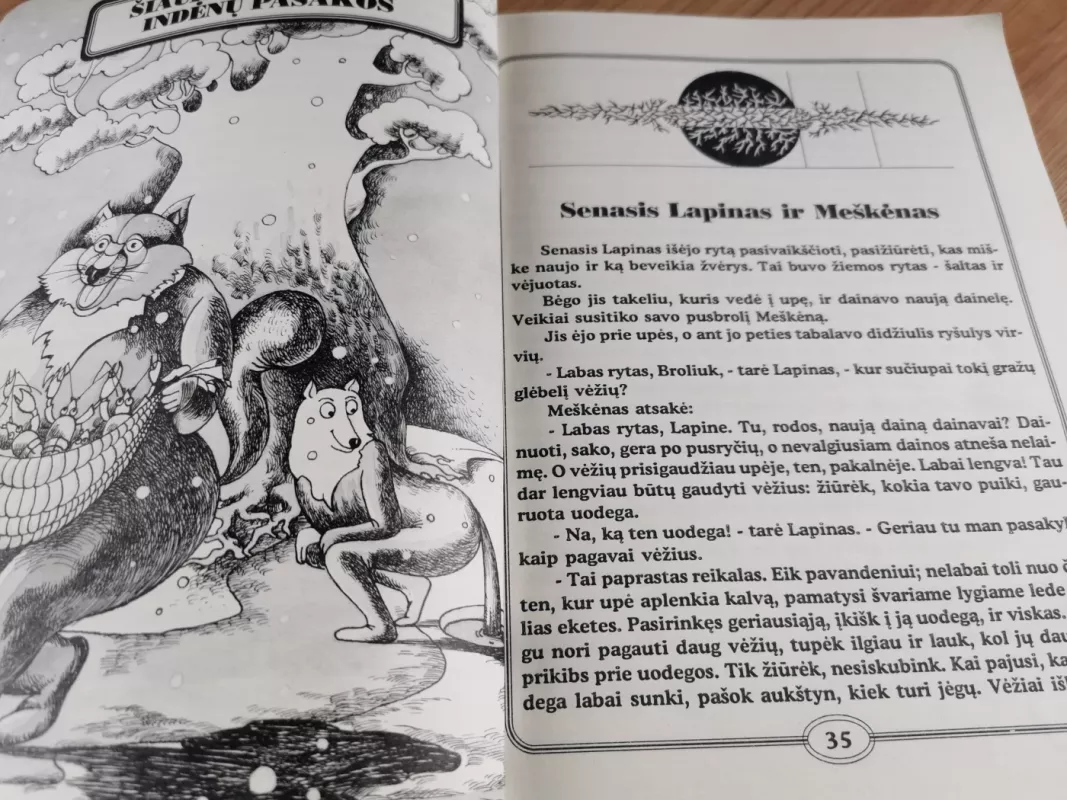 INDĖNŲ PASAKOS
Senasis Lapinas ir Meškėnas
Senasis Lapinas išėjo rytą pasivaikščioti, pasižiūrėti, kas miš-
ke naujo ir ką beveikia žvėrys. Tai buvo žiemos rytas - šaltas ir
vėjuotas.
Bėgo jis takeliu, kuris vedė į upę, ir dainavo naują dainelę.
Veikiai susitiko savo pusbrolį Meškėną.
Jis ėjo prie upės, o ant jo peties tabalavo didžiulis ryšulys vir-
vių.
- Labas rytas, Broliuk, - tarė Lapinas, - kur sučiupai tokį gražų
glėbelį vėžių?
Meškėnas atsakė:
- Labas rytas, Lapine. Tu, rodos, naują dainą dainavai? Dai-
nuoti, sako, gera po pusryčių, o nevalgiusiam dainos atneša nelai-
mę. O vėžių prisigaudžiau upėje, ten, pakalnėje. Labai lengva! Tau
dar lengviau būtų gaudyti vėžius: žiūrėk, kokia tavo puiki, gau-
ruota uodega.
- Na, ką ten uodega! - tarė Lapinas. - Geriau tu man pasakyk
kaip pagavai vėžius.
- Tai paprastas reikalas. Eik pavandeniui; nelabai toli nuo
ten, kur upė aplenkia kalvą, pamatysi švariame lygiame lede
lias eketes. Pasirinkęs geriausiąją, įkišk į ją uodegą, ir viskas.
gu nori pagauti daug vėžių, tupėk ilgiau ir lauk, kol jų dau
prikibs prie uodegos. Tik žiūrėk, nesiskubink. Kai pajusi, ka
dega labai sunki, pašok aukštyn, kiek turi jėgų. Vėžiai išl
35